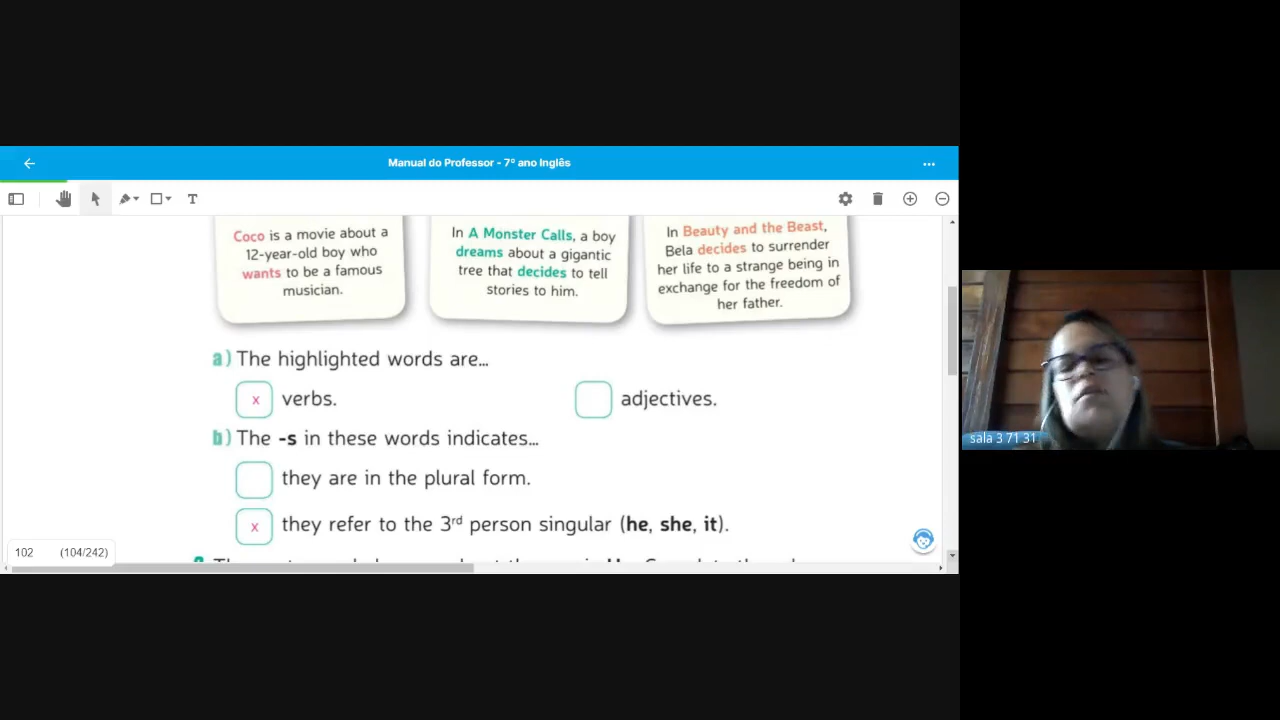 Manual do Professor - 7º ano Inglês
T
Coco is a movie about a
12-year-old boy who
wants to be a famous
musician.
In A Monster Calls, a boy
dreams about a gigantic
tree that decides to tell
stories to him.
In Beauty and the Beast,
Bela decides to surrender
her life to a strange being in
exchange for the freedom of
her father.
a) The highlighted words are...
x verbs.
adjectives.
b) The -s in these words indicates...
they are in the plural form.
x they refer to the 3rd person singular (he, she, it).
102 (104/242)
sala 3 71 31